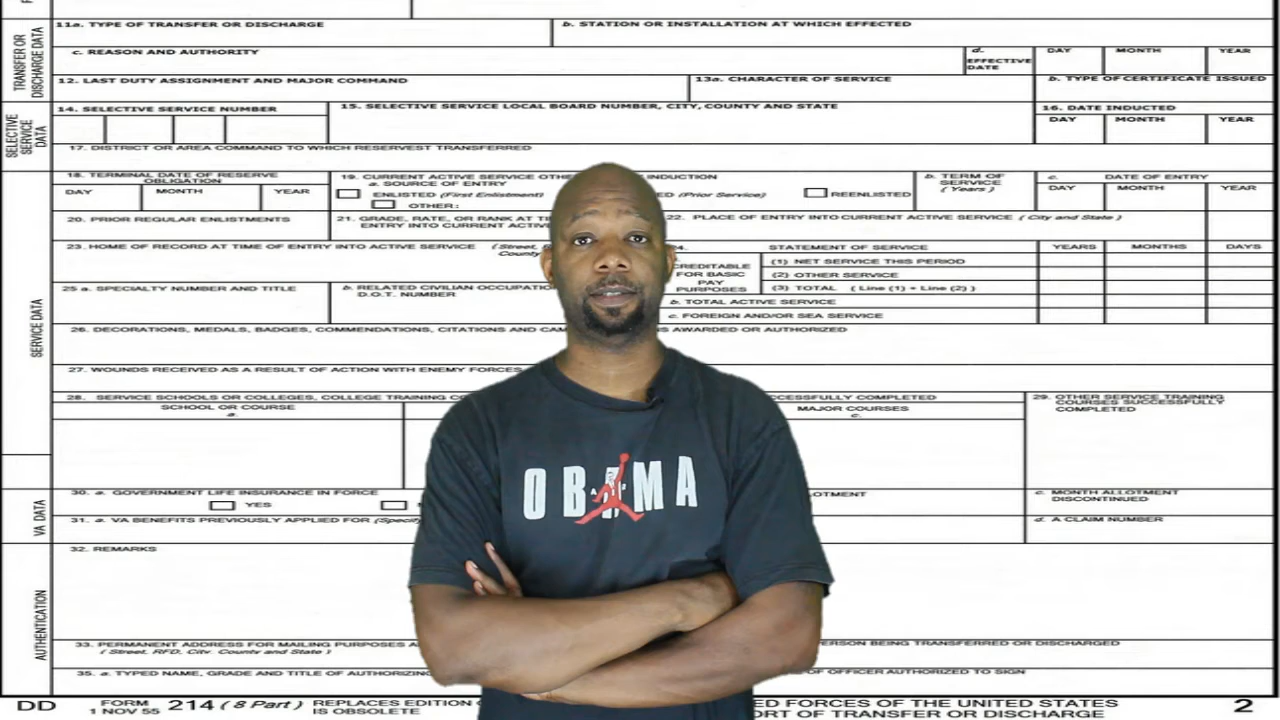 11a. TYPE OF TRANSFER OR DISCHARGE
b. STATION OR INSTALLATION AT WHICH EFFECTED
TRANSFER OR DISCHARGE DATA
c. REASON AND AUTHORITY
d. EFFECTIVE DATE
DAY MONTH YEAR
12. LAST DUTY ASSIGNMENT AND MAJOR COMMAND
13a. CHARACTER OF SERVICE
b. TYPE OF CERTIFICATE ISSUED
SELECTIVE SERVICE DATA
14. SELECTIVE SERVICE NUMBER
15. SELECTIVE SERVICE LOCAL BOARD NUMBER, CITY, COUNTY AND STATE
16. DATE INDUCTED
DAY MONTH YEAR
17. DISTRICT OR AREA COMMAND TO WHICH RESERVEST TRANSFERRED
SERVICE DATA
18. TERMINAL DATE OF RESERVE
OBLIGATION
DAY MONTH YEAR
19. CURRENT ACTIVE SERVICE OTHE INDUCTION
a. SOURCE OF ENTRY
ENLISTED (First Enlistment) ED (Prior Service) REENLISTED
OTHER:
b. TERM OF
SERVICE
(Years)
c. DATE OF ENTRY
DAY MONTH YEAR
20. PRIOR REGULAR ENLISTMENTS
21. GRADE, RATE, OR RANK AT TI
ENTRY INTO CURRENT ACTIV
22. PLACE OF ENTRY INTO CURRENT ACTIVE SERVICE (City and State)
23. HOME OF RECORD AT TIME OF ENTRY INTO ACTIVE SERVICE (Street,
County
24. STATEMENT OF SERVICE YEARS MONTHS DAYS
CREDITABLE
FOR BASIC
PAY
PURPOSES
(1) NET SERVICE THIS PERIOD
(2) OTHER SERVICE
(3) TOTAL (Line (1) + Line (2))
b. TOTAL ACTIVE SERVICE
c. FOREIGN AND/OR SEA SERVICE
25 a. SPECIALTY NUMBER AND TITLE
b. RELATED CIVILIAN OCCUPATIO
D.O.T. NUMBER
26. DECORATIONS, MEDALS, BADGES, COMMENDATIONS, CITATIONS AND CAM S AWARDED OR AUTHORIZED
27. WOUNDS RECEIVED AS A RESULT OF ACTION WITH ENEMY FORCES
28. SERVICE SCHOOLS OR COLLEGES, COLLEGE TRAINING CO CCESSFULLY COMPLETED
SCHOOL OR COURSE
a.
MAJOR COURSES
c.
29. OTHER SERVICE TRAINING
COURSES SUCCESSFULLY
COMPLETED
OBAMA
VA DATA
30. a. GOVERNMENT LIFE INSURANCE IN FORCE
YES
LOTMENT
c. MONTH ALLOTMENT
DISCONTINUED
31. a. VA BENEFITS PREVIOUSLY APPLIED FOR (Specify
d. A CLAIM NUMBER
AUTHENTICATION
32. REMARKS
33. PERMANENT ADDRESS FOR MAILING PURPOSES A
(Street, RFD, City. County and State)
ERSON BEING TRANSFERRED OR DISCHARGED
35. a. TYPED NAME, GRADE AND TITLE OF AUTHORIZING
OF OFFICER AUTHORIZED TO SIGN
DD FORM
1 NOV 55 214 (8 Part)
REPLACES EDITION O
IS OBSOLETE
ED FORCES OF THE UNITED STATES
ORT OF TRANSFER OR DISCHARGE
2